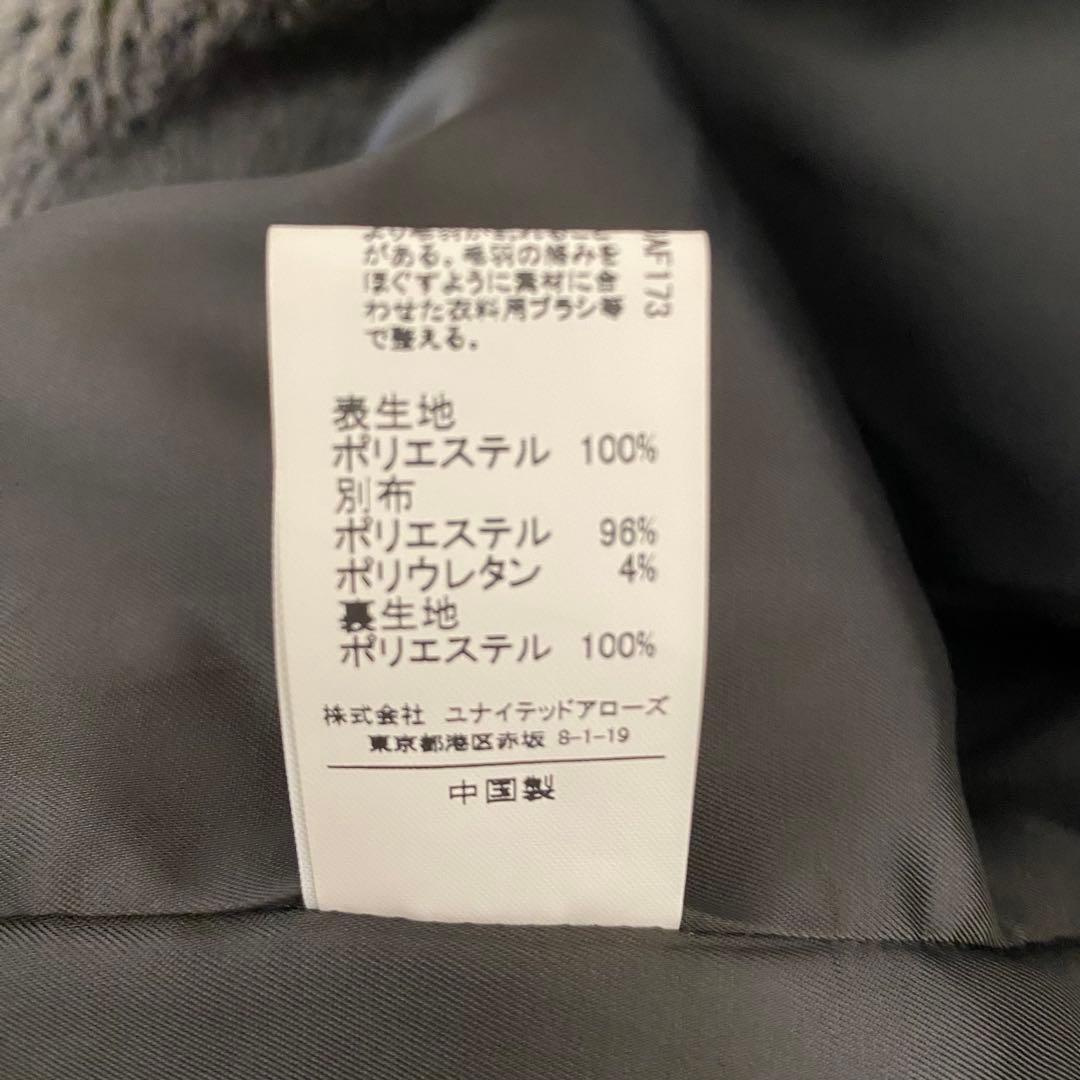 がある。毛羽の絡みを
ほぐすように素材に合
わせた衣料用ブラシ等
で整える。
AF173
表生地
ポリエステル 100%
別布
ポリエステル 96%
ポリウレタン 4%
裏生地
ポリエステル 100%
株式会社 ユナイテッドアローズ
東京都港区赤坂 8-1-19
中国製